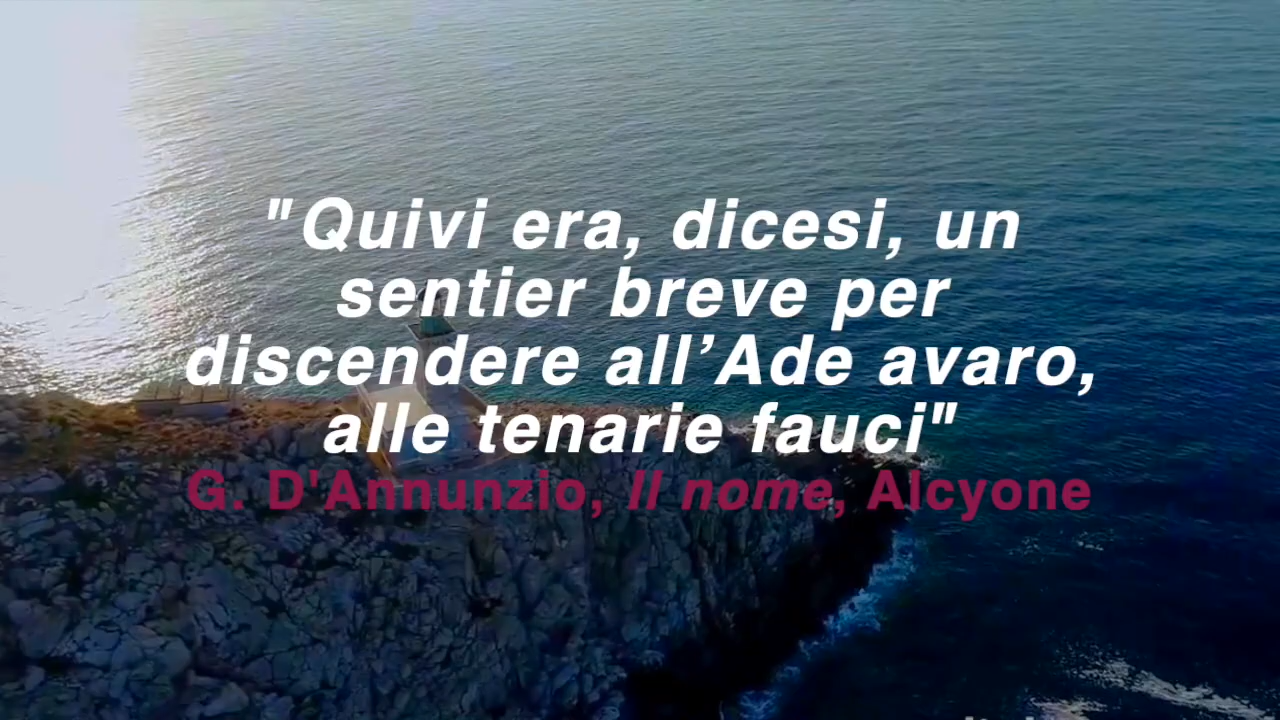 "Quivi era, dicesi, un
sentier breve per
discendere all’Ade avaro,
alle tenarie fauci"
G. D'Annunzio, Il nome, Alcyone